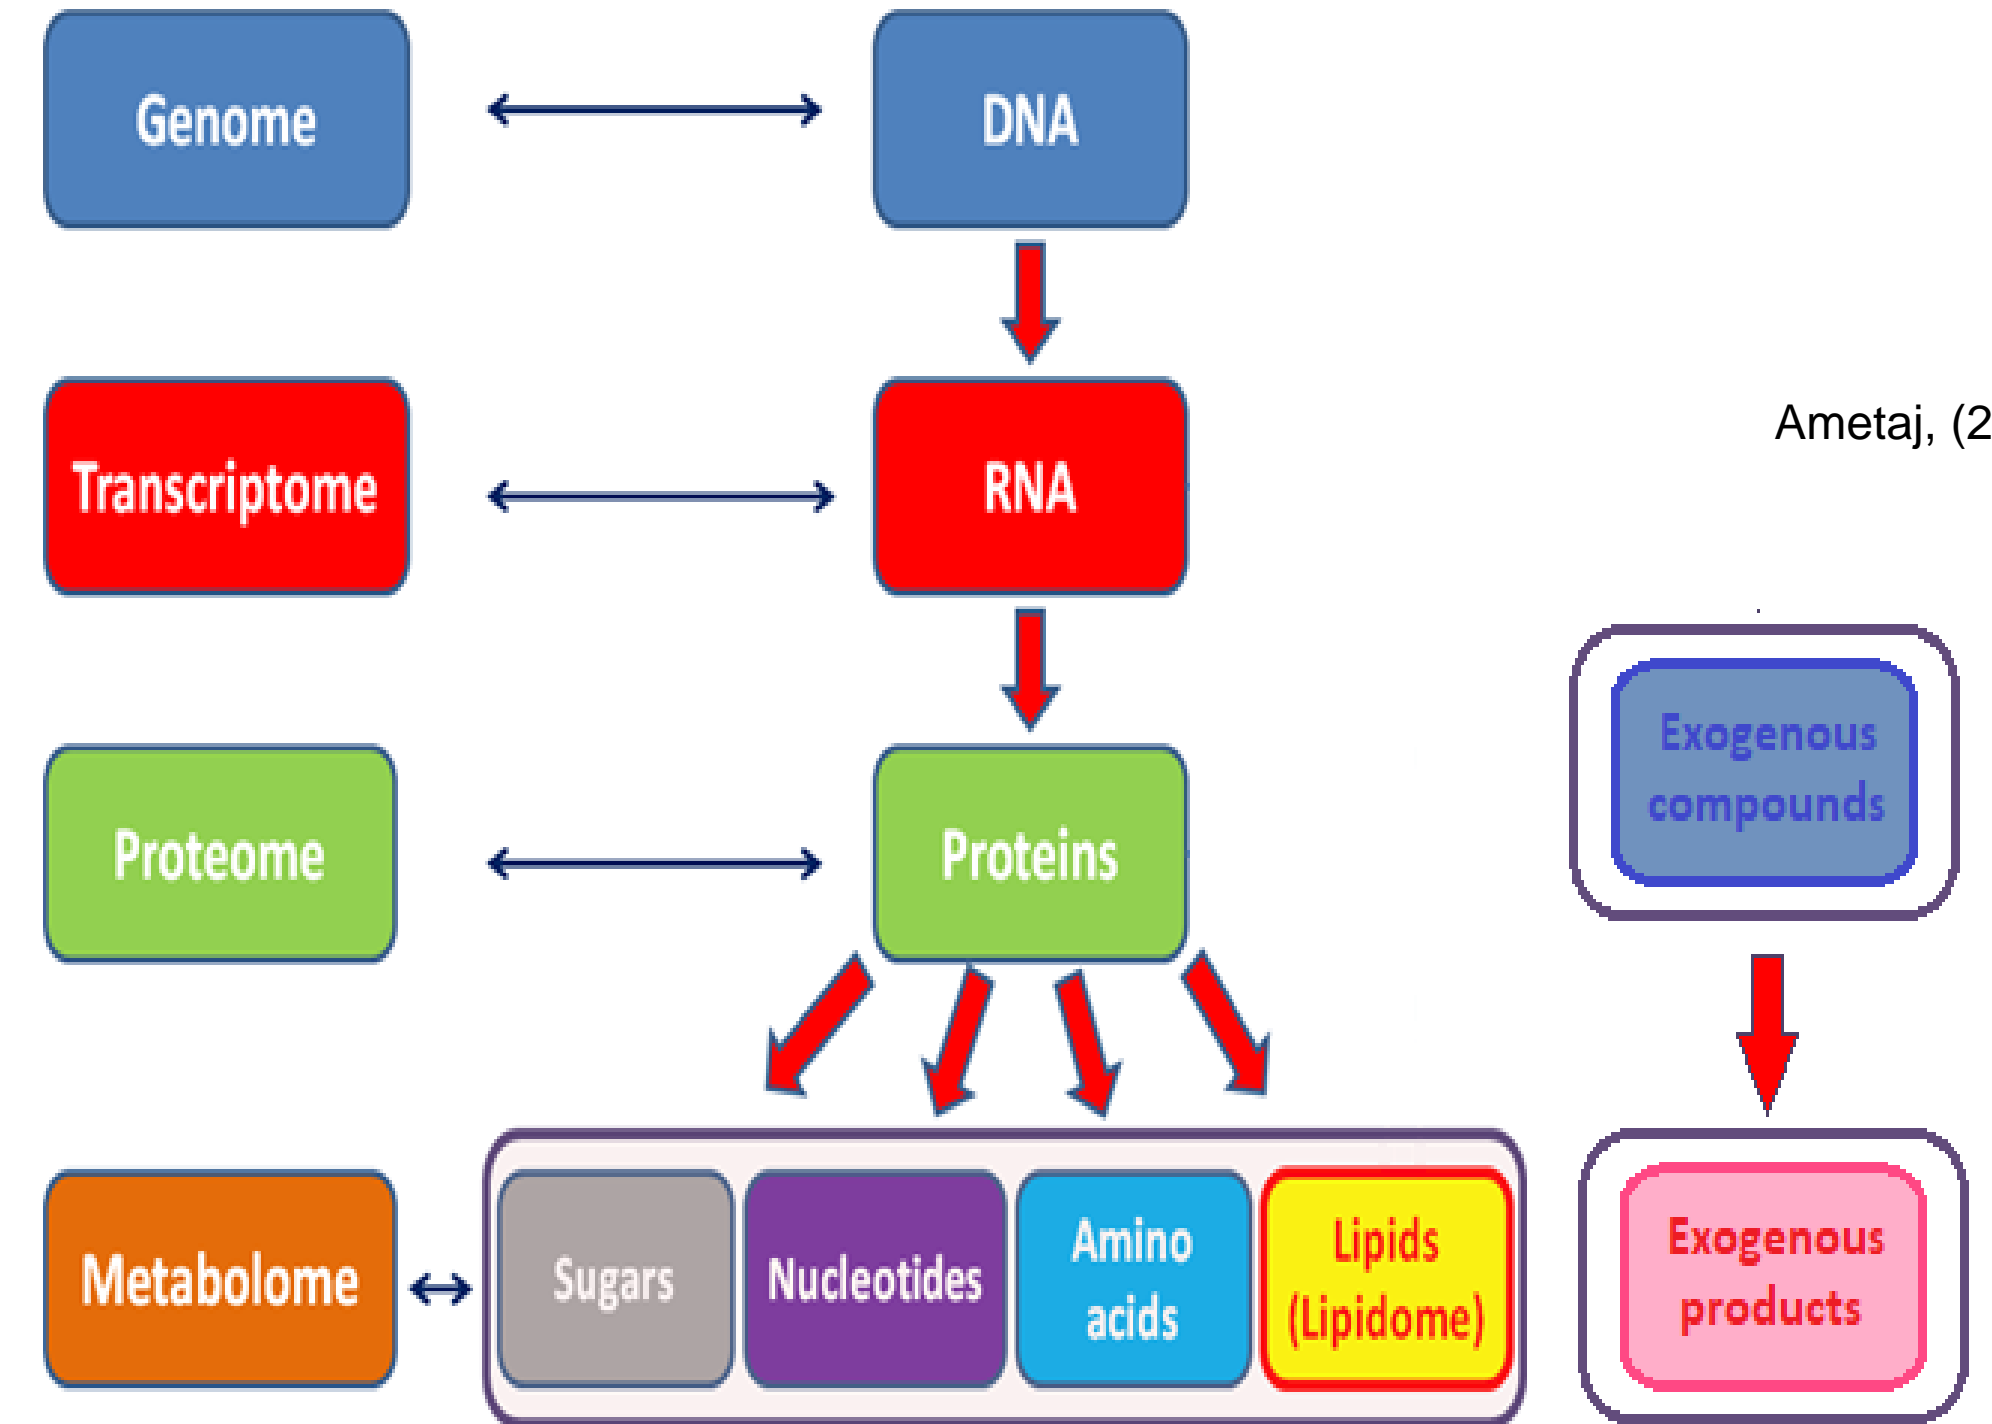 Genome
DNA
Transcriptome
RNA
Ametaj, (2
Proteome
Proteins
Exogenous
compounds
Metabolome
Sugars
Nucleotides
Amino
acids
Lipids
(Lipidome)
Exogenous
products